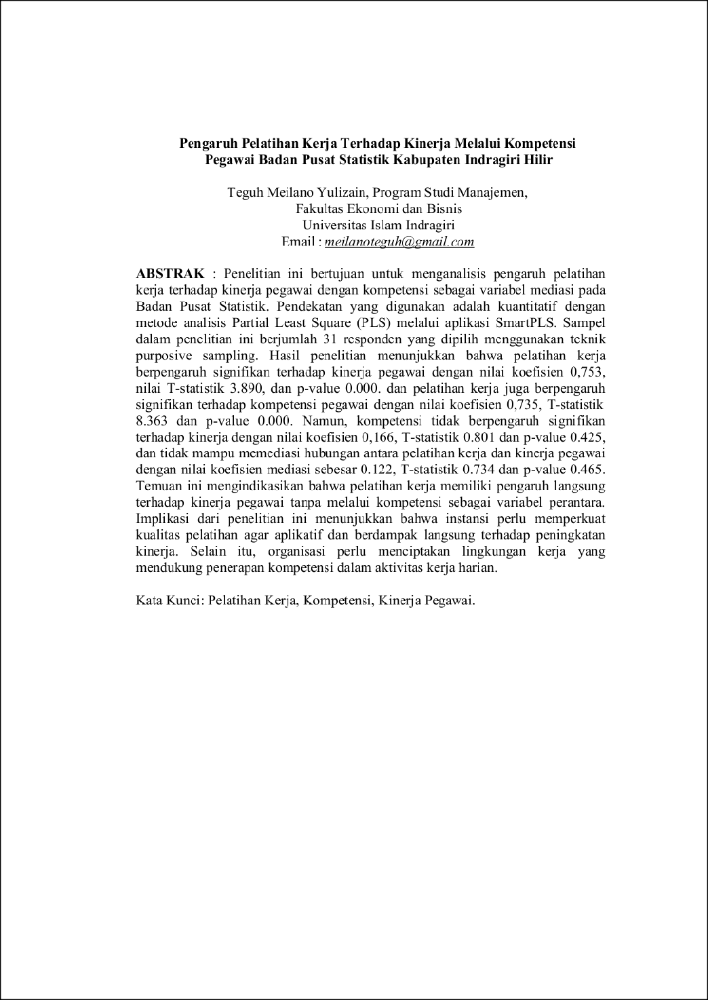 Pengaruh Pelatihan Kerja Terhadap Kinerja Melalui Kompetensi
Pegawai Badan Pusat Statistik Kabupaten Indragiri Hilir
Teguh Meilano Yulizain, Program Studi Manajemen,
Fakultas Ekonomi dan Bisnis
Universitas Islam Indragiri
Email : meilanoteguh@gmail.com
ABSTRAK : Penelitian ini bertujuan untuk menganalisis pengaruh pelatihan
kerja terhadap kinerja pegawai dengan kompetensi sebagai variabel mediasi pada
Badan Pusat Statistik. Pendekatan yang digunakan adalah kuantitatif dengan
metode analisis Partial Least Square (PLS) melalui aplikasi SmartPLS. Sampel
dalam penelitian ini berjumlah 31 responden yang dipilih menggunakan teknik
purposive sampling. Hasil penelitian menunjukkan bahwa pelatihan kerja
berpengaruh signifikan terhadap kinerja pegawai dengan nilai koefisien 0,753,
nilai T-statistik 3.890, dan p-value 0.000. dan pelatihan kerja juga berpengaruh
signifikan terhadap kompetensi pegawai dengan nilai koefisien 0,735, T-statistik
8.363 dan p-value 0.000. Namun, kompetensi tidak berpengaruh signifikan
terhadap kinerja dengan nilai koefisien 0,166, T-statistik 0.801 dan p-value 0.425,
dan tidak mampu memediasi hubungan antara pelatihan kerja dan kinerja pegawai
dengan nilai koefisien mediasi sebesar 0.122, T-statistik 0.734 dan p-value 0.465.
Temuan ini mengindikasikan bahwa pelatihan kerja memiliki pengaruh langsung
terhadap kinerja pegawai tanpa melalui kompetensi sebagai variabel perantara.
Implikasi dari penelitian ini menunjukkan bahwa instansi perlu memperkuat
kualitas pelatihan agar aplikatif dan berdampak langsung terhadap peningkatan
kinerja. Selain itu, organisasi perlu menciptakan lingkungan kerja yang
mendukung penerapan kompetensi dalam aktivitas kerja harian.
Kata Kunci: Pelatihan Kerja, Kompetensi, Kinerja Pegawai.